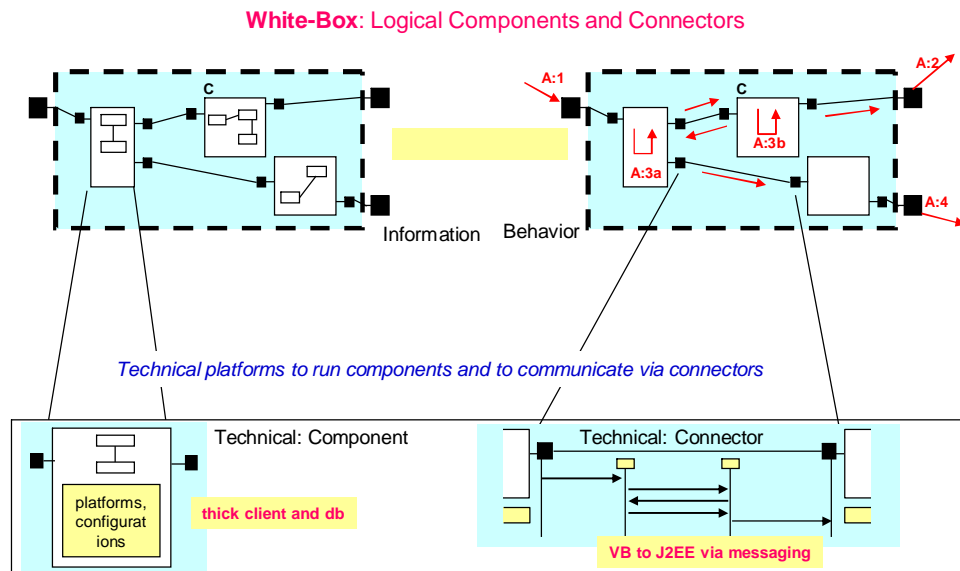 White-Box: Logical Components and Connectors
C
A:1
A:2
C
A:3a
A:3b
A:4
Information
Behavior
Technical platforms to run components and to communicate via connectors
Technical: Component
Technical: Connector
platforms,
configurat
ions
thick client and db
VB to J2EE via messaging